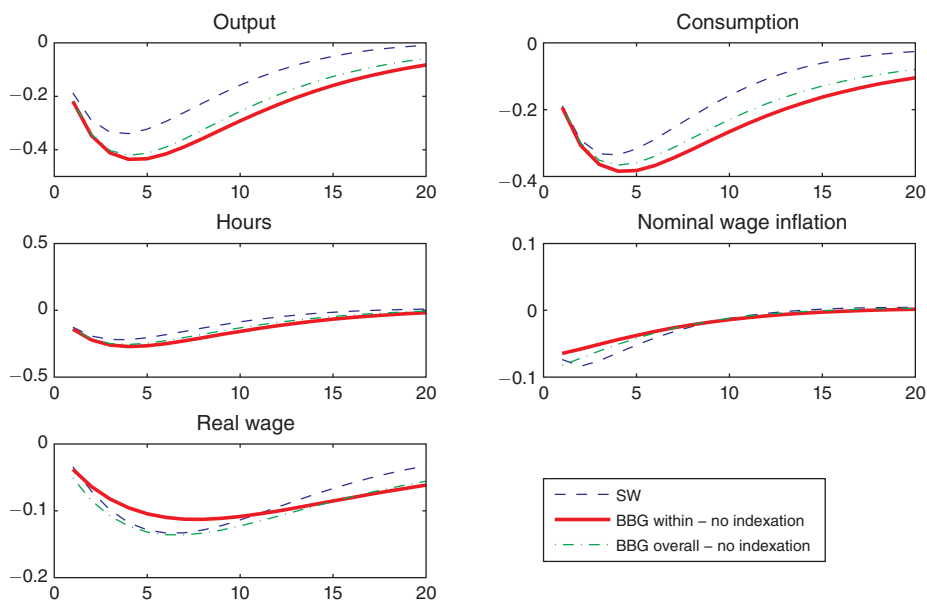 Output
0
−0.2
−0.4
0 5 10 15 20
Consumption
0
−0.2
−0.4
0 5 10 15 20
Hours
0.5
0
−0.5
0 5 10 15 20
Nominal wage inflation
0.1
0
−0.1
0 5 10 15 20
Real wage
0
−0.1
−0.2
0 5 10 15 20
SW
BBG within − no indexation
BBG overall − no indexation